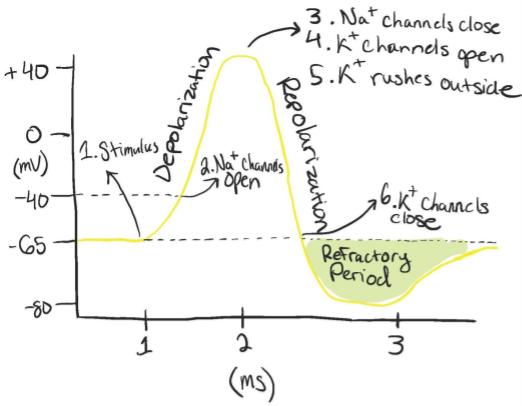 3. Na+ channels close
4. K+ channels open
5. K+ rushes outside
+40
Depolarization
Repolarization
0
(mV)
1. Stimulus
2. Na+ channels
open
-40
6. K+ channels
close
-65
Refractory
Period
-80
1
2
3
(ms)